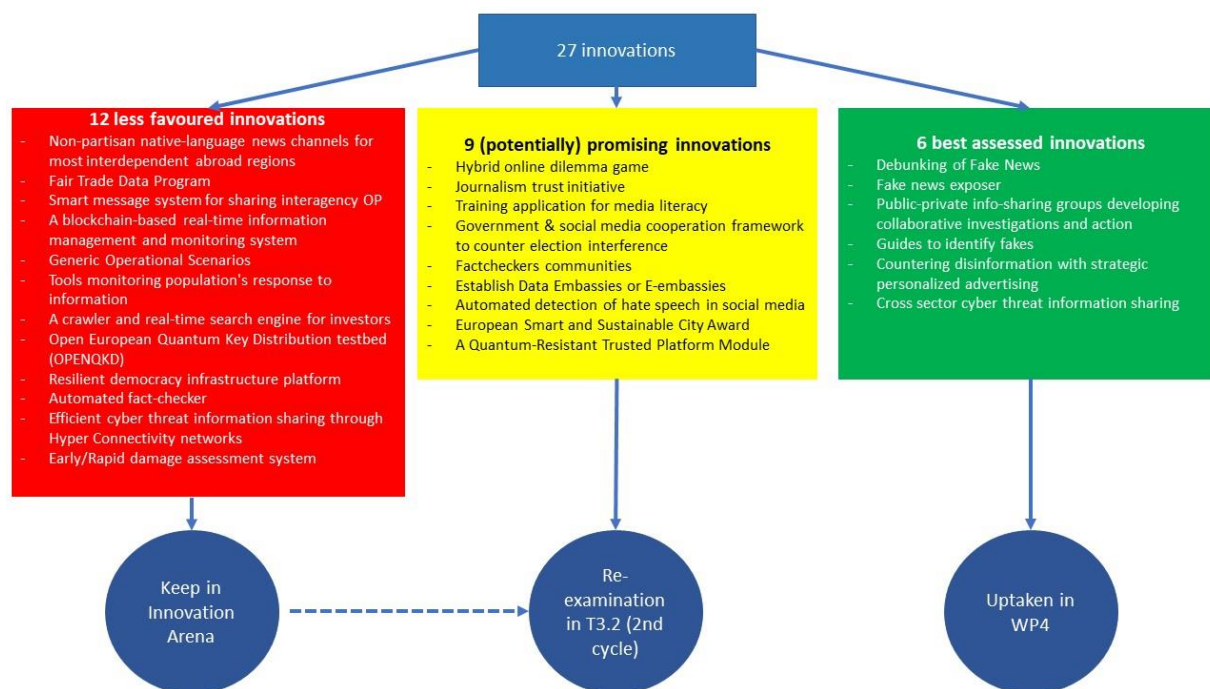 27 innovations
12 less favoured innovations
- Non-partisan native-language news channels for
most interdependent abroad regions
- Fair Trade Data Program
- Smart message system for sharing interagency OP
- A blockchain-based real-time information
management and monitoring system
- Generic Operational Scenarios
- Tools monitoring population's response to
information
- A crawler and real-time search engine for investors
- Open European Quantum Key Distribution testbed
(OPENQKD)
- Resilient democracy infrastructure platform
- Automated fact-checker
- Efficient cyber threat information sharing through
Hyper Connectivity networks
- Early/Rapid damage assessment system
9 (potentially) promising innovations
- Hybrid online dilemma game
- Journalism trust initiative
- Training application for media literacy
- Government & social media cooperation framework
to counter election interference
- Factcheckers communities
- Establish Data Embassies or E-embassies
- Automated detection of hate speech in social media
- European Smart and Sustainable City Award
- A Quantum-Resistant Trusted Platform Module
6 best assessed innovations
- Debunking of Fake News
- Fake news exposer
- Public-private info-sharing groups developing
collaborative investigations and action
- Guides to identify fakes
- Countering disinformation with strategic
personalized advertising
- Cross sector cyber threat information sharing
Keep in
Innovation
Arena
Re-
examination
in T3.2 (2nd
cycle)
Uptaken in
WP4